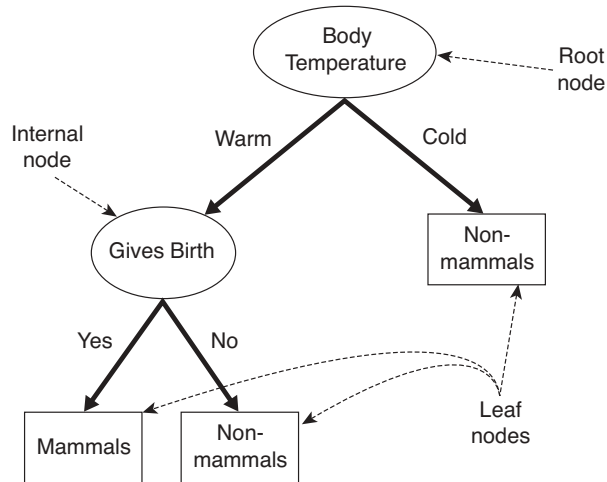 Body
Temperature
Root
node
Internal
node
Warm
Cold
Gives Birth
Non-
mammals
Yes
No
Mammals
Non-
mammals
Leaf
nodes